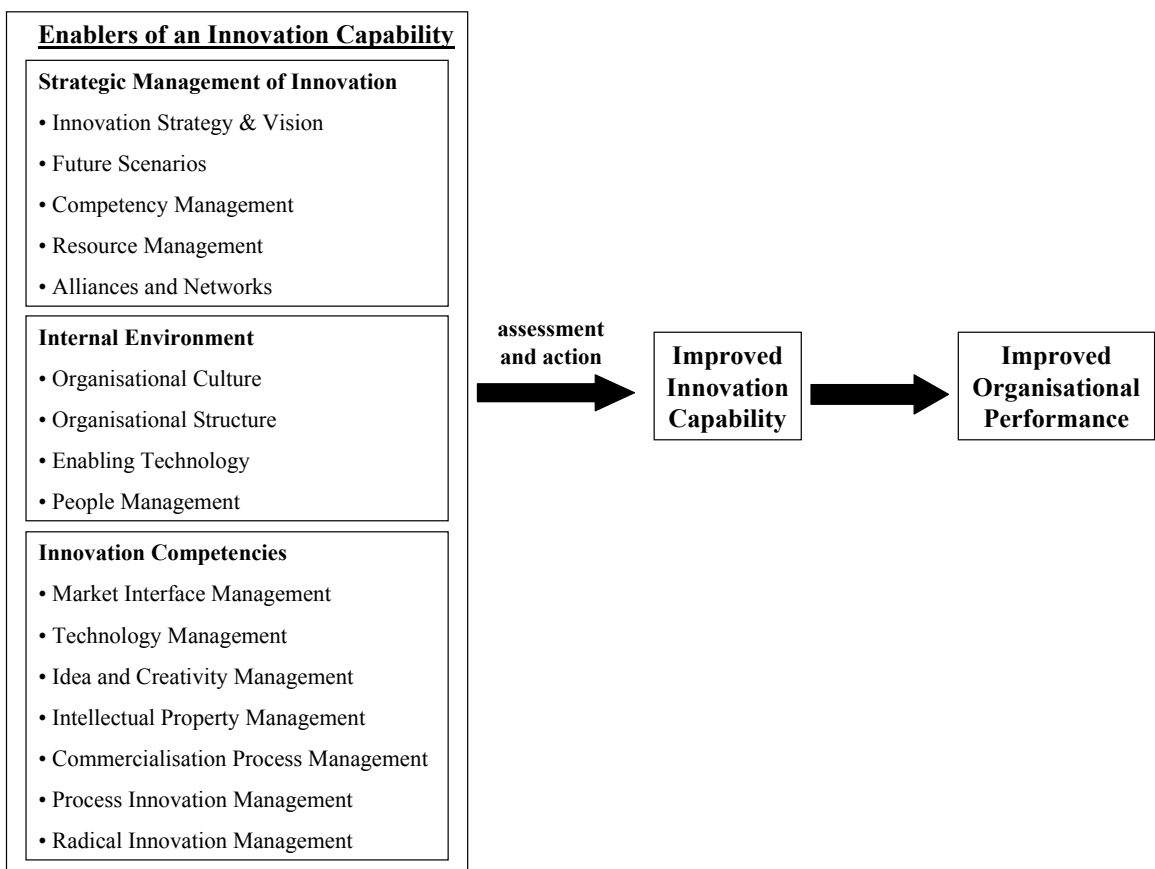 Enablers of an Innovation Capability
Strategic Management of Innovation
• Innovation Strategy & Vision
• Future Scenarios
• Competency Management
• Resource Management
• Alliances and Networks
Internal Environment
• Organisational Culture
• Organisational Structure
• Enabling Technology
• People Management
Innovation Competencies
• Market Interface Management
• Technology Management
• Idea and Creativity Management
• Intellectual Property Management
• Commercialisation Process Management
• Process Innovation Management
• Radical Innovation Management
assessment
and action
Improved
Innovation
Capability
Improved
Organisational
Performance